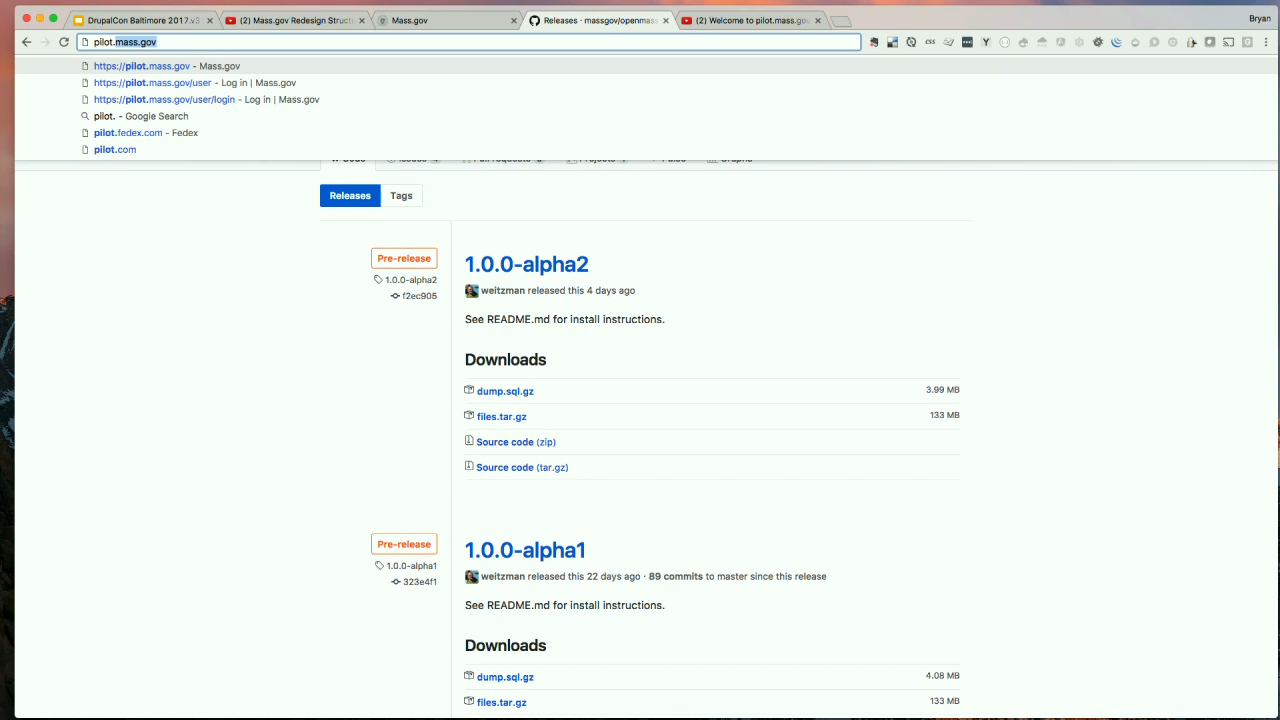 DrupalCon Baltimore 2017.v3
(2) Mass.gov Redesign Structu
Mass.gov
Releases · massgov/openmass
(2) Welcome to pilot.mass.gov
Bryan
pilot.mass.gov
https://pilot.mass.gov - Mass.gov
https://pilot.mass.gov/user - Log in | Mass.gov
https://pilot.mass.gov/user/login - Log in | Mass.gov
pilot. - Google Search
pilot.fedex.com - Fedex
pilot.com
Releases
Tags
Pre-release
1.0.0-alpha2
f2ec905
1.0.0-alpha2
weitzman released this 4 days ago
See README.md for install instructions.
Downloads
dump.sql.gz 3.99 MB
files.tar.gz 133 MB
Source code (zip)
Source code (tar.gz)
Pre-release
1.0.0-alpha1
323e4f1
1.0.0-alpha1
weitzman released this 22 days ago · 89 commits to master since this release
See README.md for install instructions.
Downloads
dump.sql.gz 4.08 MB
files.tar.gz 133 MB